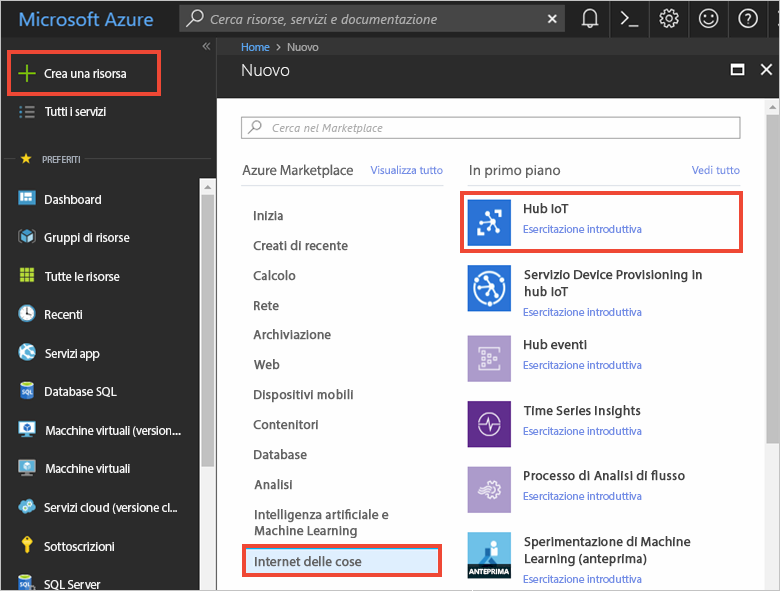 Microsoft Azure
Cerca risorse, servizi e documentazione
Crea una risorsa
Tutti i servizi
PREFERITI
Dashboard
Gruppi di risorse
Tutte le risorse
Recenti
Servizi app
Database SQL
Macchine virtuali (version...
Macchine virtuali
Servizi cloud (versione cl...
Sottoscrizioni
SQL Server
Home > Nuovo
Nuovo
Cerca nel Marketplace
Azure Marketplace
Visualizza tutto
Inizia
Creati di recente
Calcolo
Rete
Archiviazione
Web
Dispositivi mobili
Contenitori
Database
Analisi
Intelligenza artificiale e
Machine Learning
Internet delle cose
In primo piano
Vedi tutto
Hub IoT
Esercitazione introduttiva
Servizio Device Provisioning in
hub IoT
Esercitazione introduttiva
Hub eventi
Esercitazione introduttiva
Time Series Insights
Esercitazione introduttiva
Processo di Analisi di flusso
Esercitazione introduttiva
ANTEPRIMA
Sperimentazione di Machine
Learning (anteprima)
Esercitazione introduttiva